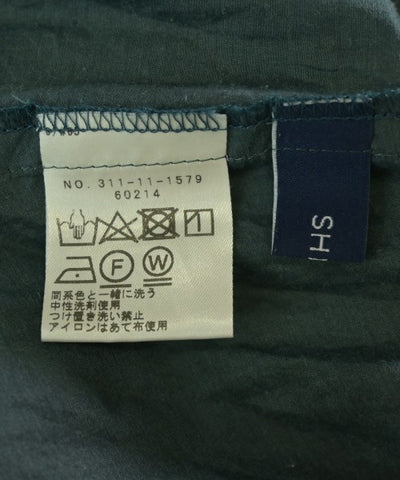 NO. 311-11-1579
60214
F W
同系色と一緒に洗う
中性洗剤使用
つけ置き洗い禁止
アイロンはあて布使用
SH